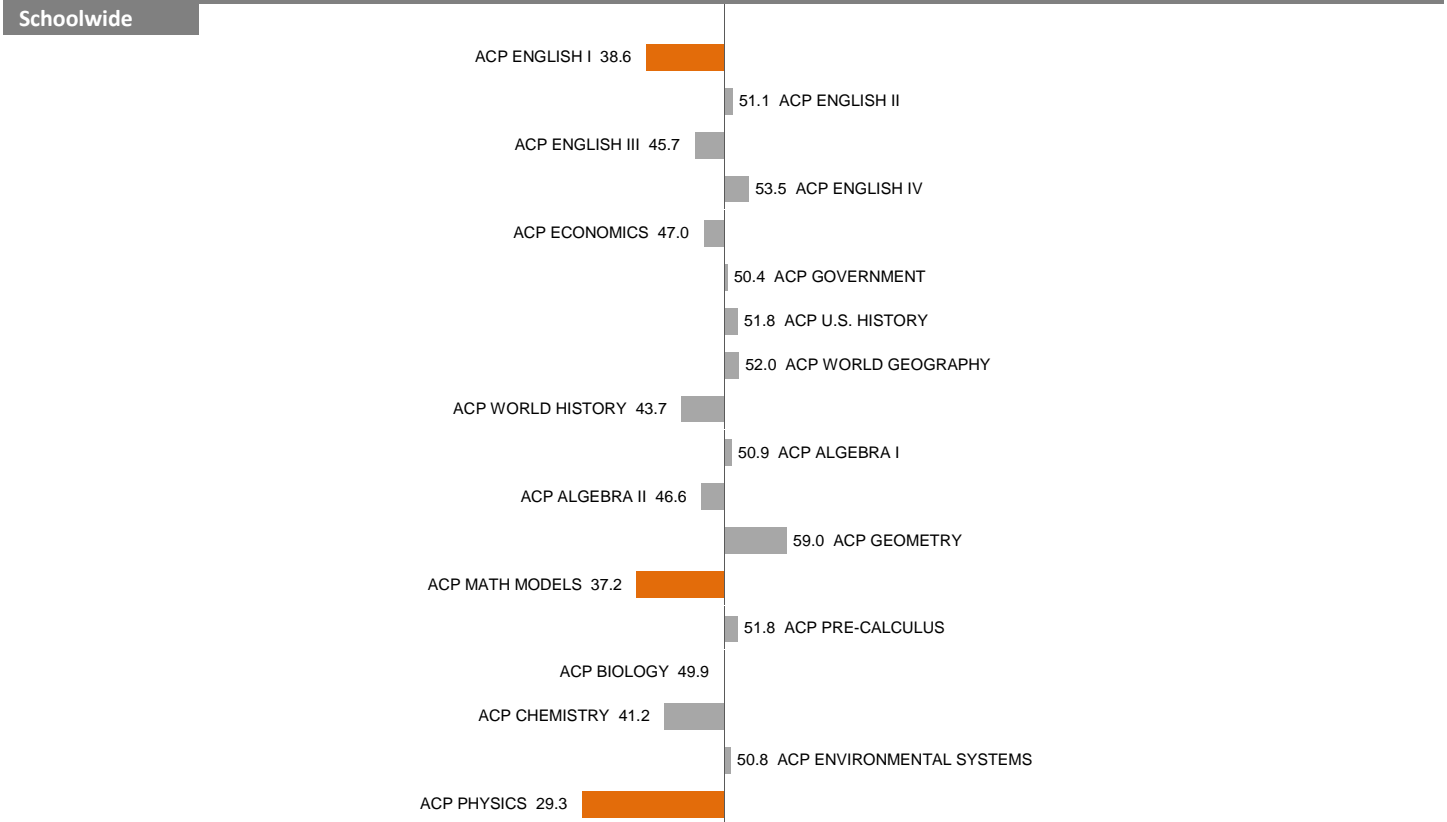 Schoolwide
ACP ENGLISH I 38.6
51.1 ACP ENGLISH II
ACP ENGLISH III 45.7
53.5 ACP ENGLISH IV
ACP ECONOMICS 47.0
50.4 ACP GOVERNMENT
51.8 ACP U.S. HISTORY
52.0 ACP WORLD GEOGRAPHY
ACP WORLD HISTORY 43.7
50.9 ACP ALGEBRA I
ACP ALGEBRA II 46.6
59.0 ACP GEOMETRY
ACP MATH MODELS 37.2
51.8 ACP PRE-CALCULUS
ACP BIOLOGY 49.9
ACP CHEMISTRY 41.2
50.8 ACP ENVIRONMENTAL SYSTEMS
ACP PHYSICS 29.3